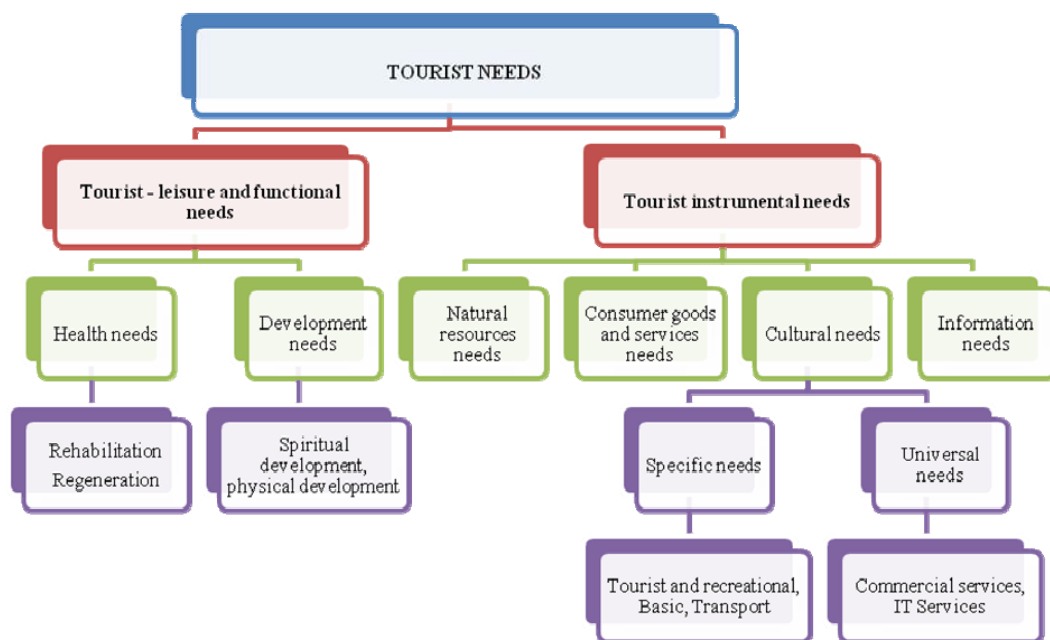 TOURIST NEEDS
Tourist - leisure and functional
needs
Tourist instrumental needs
Health needs
Development
needs
Natural
resources
needs
Consumer goods
and services
needs
Cultural needs
Information
needs
Rehabilitation
Regeneration
Spiritual
development,
physical development
Specific needs
Universal
needs
Tourist and recreational,
Basic, Transport
Commercial services,
IT Services